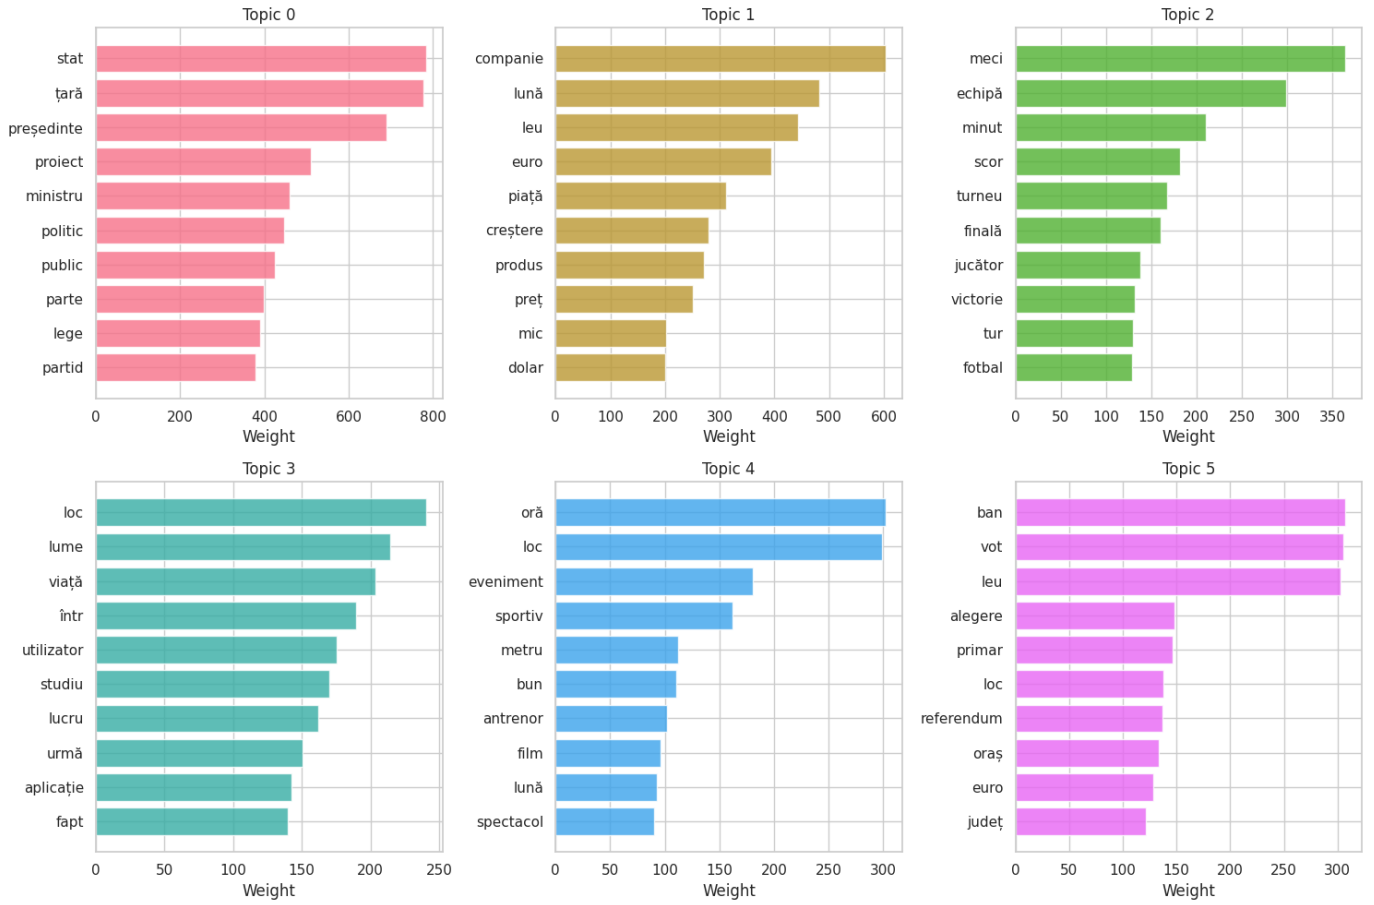 Topic 0
stat
țară
președinte
proiect
ministru
politic
public
parte
lege
partid
0 200 400 600 800
Weight
Topic 1
companie
lună
leu
euro
piață
creștere
produs
preț
mic
dolar
0 100 200 300 400 500 600
Weight
Topic 2
meci
echipă
minut
scor
turneu
finală
jucător
victorie
tur
fotbal
0 50 100 150 200 250 300 350
Weight
Topic 3
loc
lume
viață
într
utilizator
studiu
lucru
urmă
aplicație
fapt
0 50 100 150 200 250
Weight
Topic 4
oră
loc
eveniment
sportiv
metru
bun
antrenor
film
lună
spectacol
0 50 100 150 200 250 300
Weight
Topic 5
ban
vot
leu
alegere
primar
loc
referendum
oraș
euro
județ
0 50 100 150 200 250 300
Weight